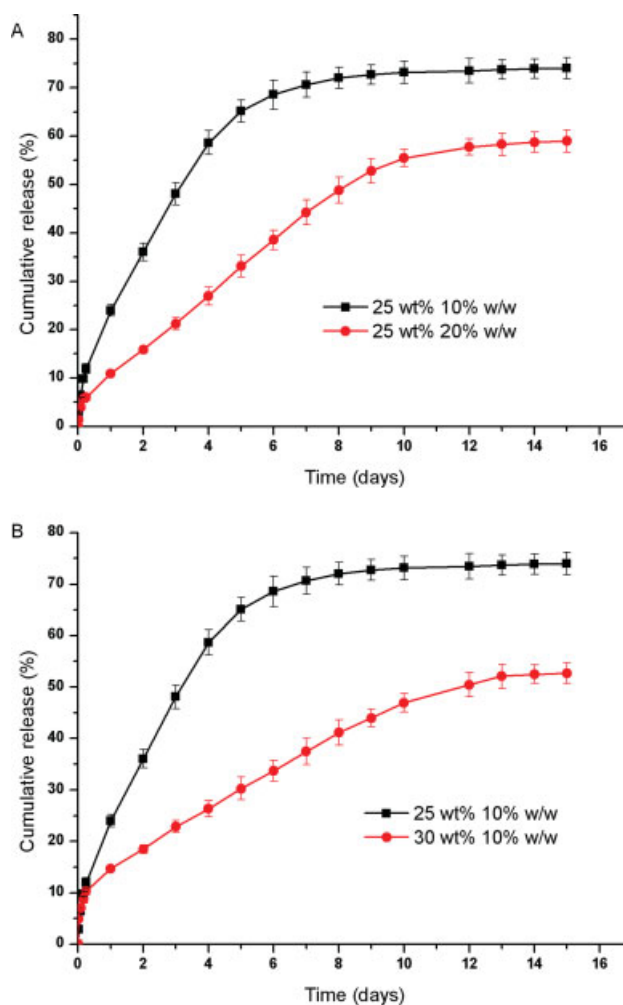 A
80
70
60
50
40
30
20
10
0
Cumulative release (%)
25 wt% 10% w/w
25 wt% 20% w/w
0 2 4 6 8 10 12 14 16
Time (days)
B
80
70
60
50
40
30
20
10
0
Cumulative release (%)
25 wt% 10% w/w
30 wt% 10% w/w
0 2 4 6 8 10 12 14 16
Time (days)